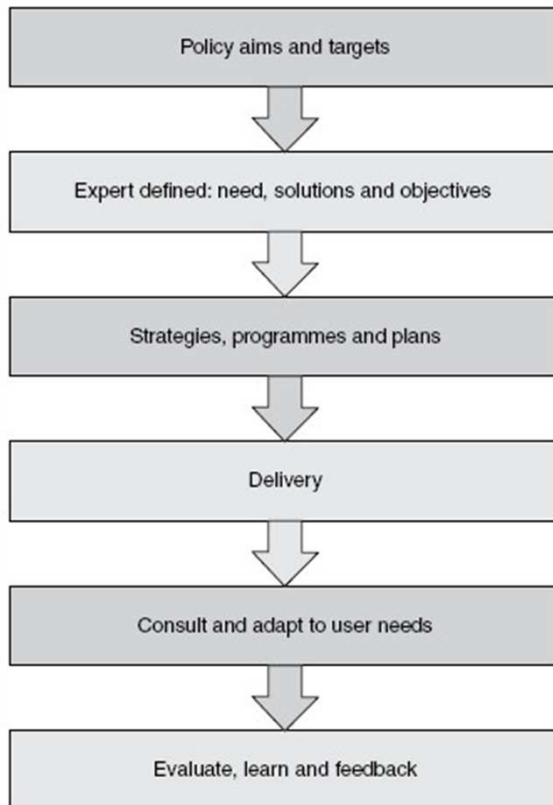 Policy aims and targets
Expert defined: need, solutions and objectives
Strategies, programmes and plans
Delivery
Consult and adapt to user needs
Evaluate, learn and feedback